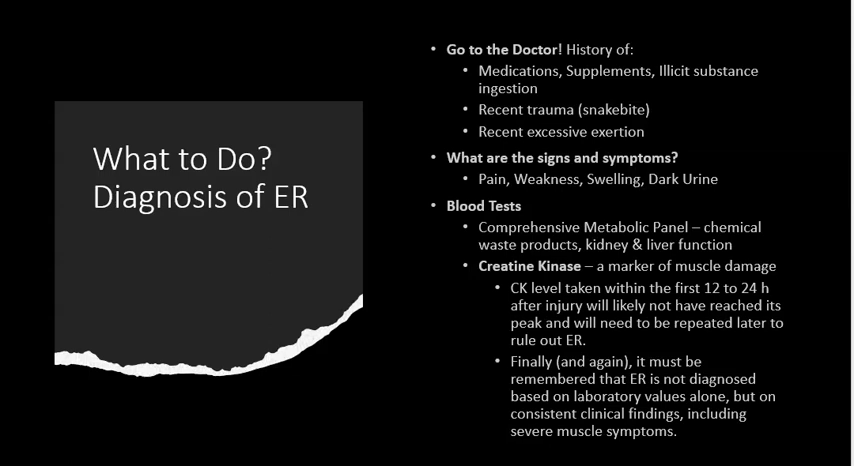 What to Do?
Diagnosis of ER
• Go to the Doctor! History of:
• Medications, Supplements, Illicit substance
ingestion
• Recent trauma (snakebite)
• Recent excessive exertion
• What are the signs and symptoms?
• Pain, Weakness, Swelling, Dark Urine
• Blood Tests
• Comprehensive Metabolic Panel – chemical
waste products, kidney & liver function
• Creatine Kinase – a marker of muscle damage
• CK level taken within the first 12 to 24 h
after injury will likely not have reached its
peak and will need to be repeated later to
rule out ER.
• Finally (and again), it must be
remembered that ER is not diagnosed
based on laboratory values alone, but on
consistent clinical findings, including
severe muscle symptoms.